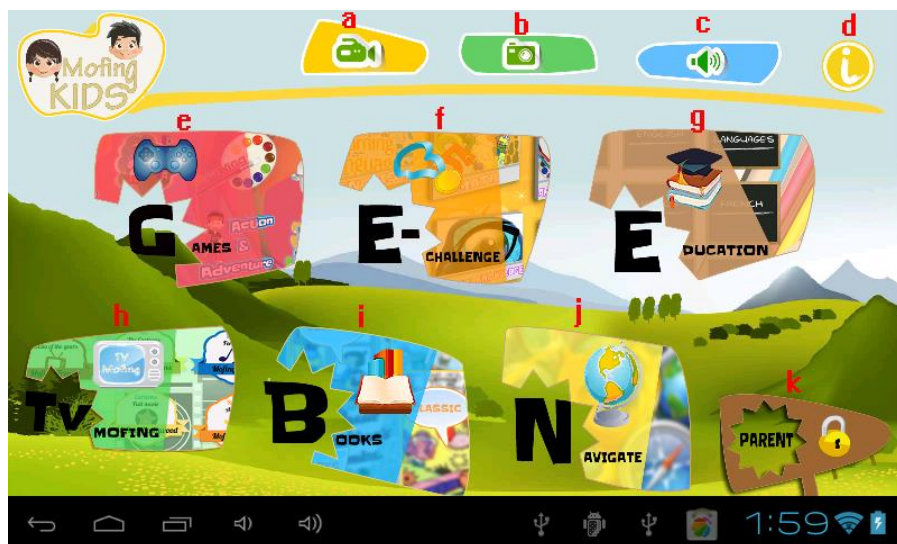 a
b
c
d
Mofing
KIDS
e
f
g
ENGLISH
LANGUAGES
FRENCH
Action
&
Adventure
GAMES
E-CHALLENGE
EDUCATION
h
i
j
k
TV
Mofing
Tv MOFING
CLASSIC
BOOKS
NAVIGATE
PARENT
1:59